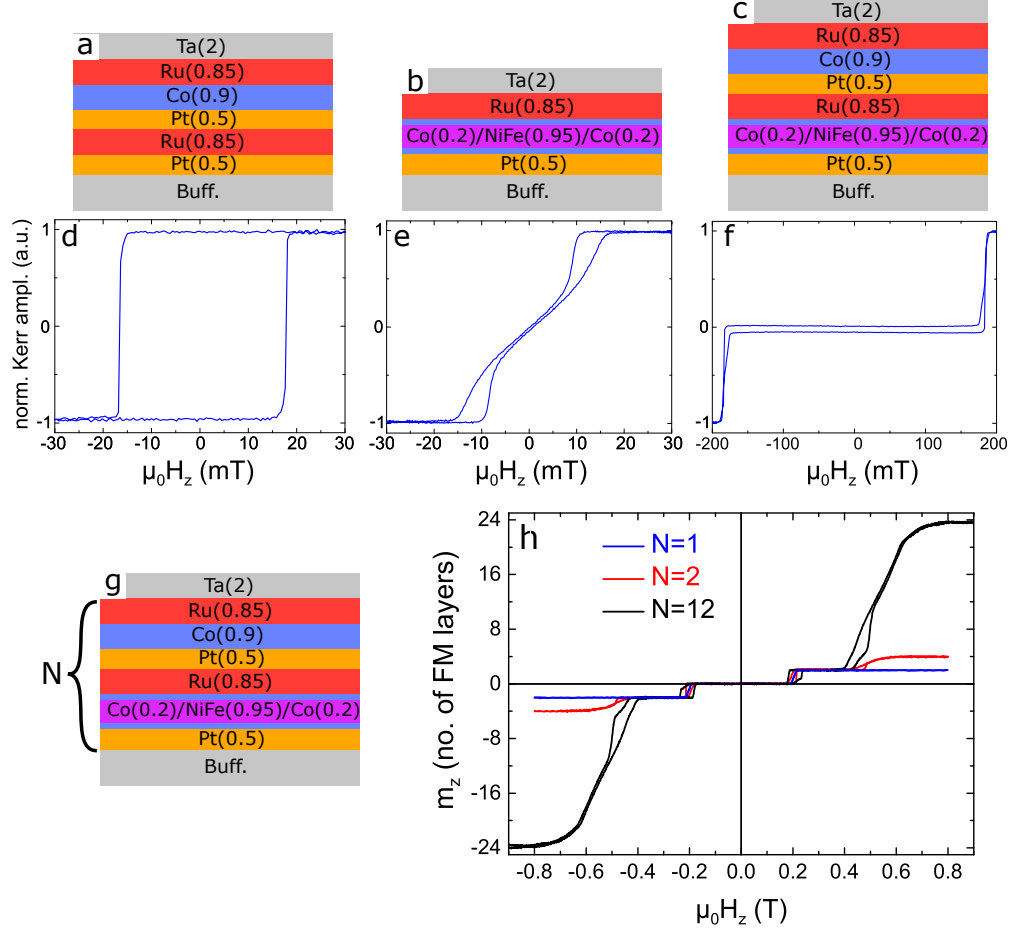 a
Ta(2)
Ru(0.85)
Co(0.9)
Pt(0.5)
Ru(0.85)
Pt(0.5)
Buff.
b
Ta(2)
Ru(0.85)
Co(0.2)/NiFe(0.95)/Co(0.2)
Pt(0.5)
Buff.
c
Ta(2)
Ru(0.85)
Co(0.9)
Pt(0.5)
Ru(0.85)
Co(0.2)/NiFe(0.95)/Co(0.2)
Pt(0.5)
Buff.
d
norm. Kerr ampl. (a.u.)
1
0
-1
-30 -20 -10 0 10 20 30
μ₀H_z (mT)
e
1
0
-1
-30 -20 -10 0 10 20 30
μ₀H_z (mT)
f
1
0
-1
-200 -100 0 100 200
μ₀H_z (mT)
g
N
Ta(2)
Ru(0.85)
Co(0.9)
Pt(0.5)
Ru(0.85)
Co(0.2)/NiFe(0.95)/Co(0.2)
Pt(0.5)
Buff.
h
N=1
N=2
N=12
m_z (no. of FM layers)
24
16
8
0
-8
-16
-24
-0.8 -0.6 -0.4 -0.2 0.0 0.2 0.4 0.6 0.8
μ₀H_z (T)